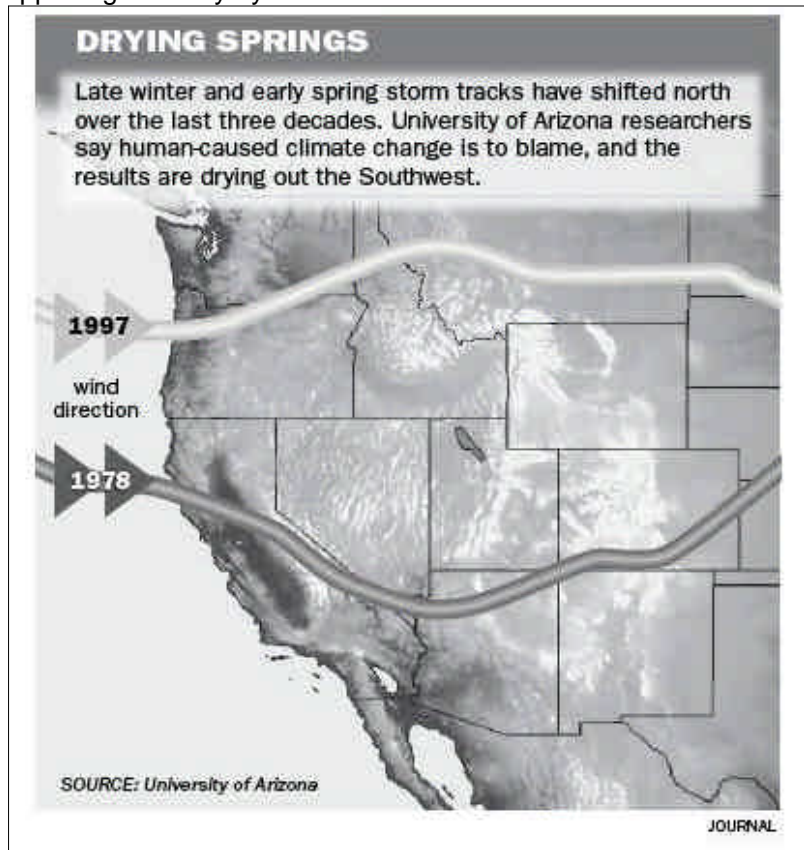 DRYING SPRINGS
Late winter and early spring storm tracks have shifted north
over the last three decades. University of Arizona researchers
say human-caused climate change is to blame, and the
results are drying out the Southwest.
1997
wind
direction
1978
SOURCE: University of Arizona
JOURNAL